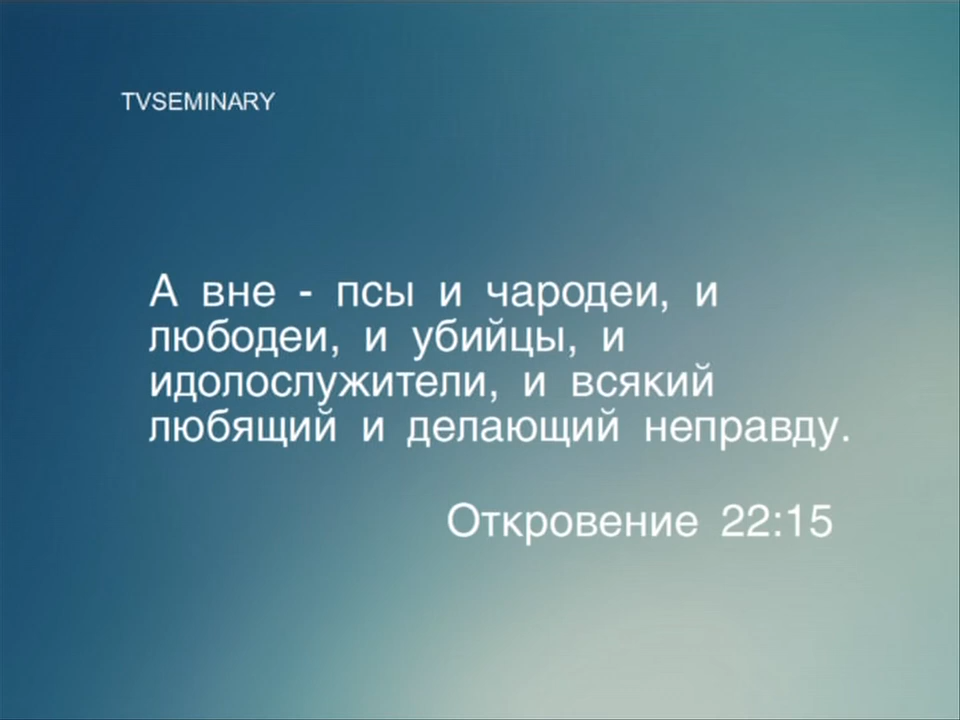 TVSEMINARY
А вне - псы и чародеи, и
любодеи, и убийцы, и
идолослужители, и всякий
любящий и делающий неправду.
Откровение 22:15